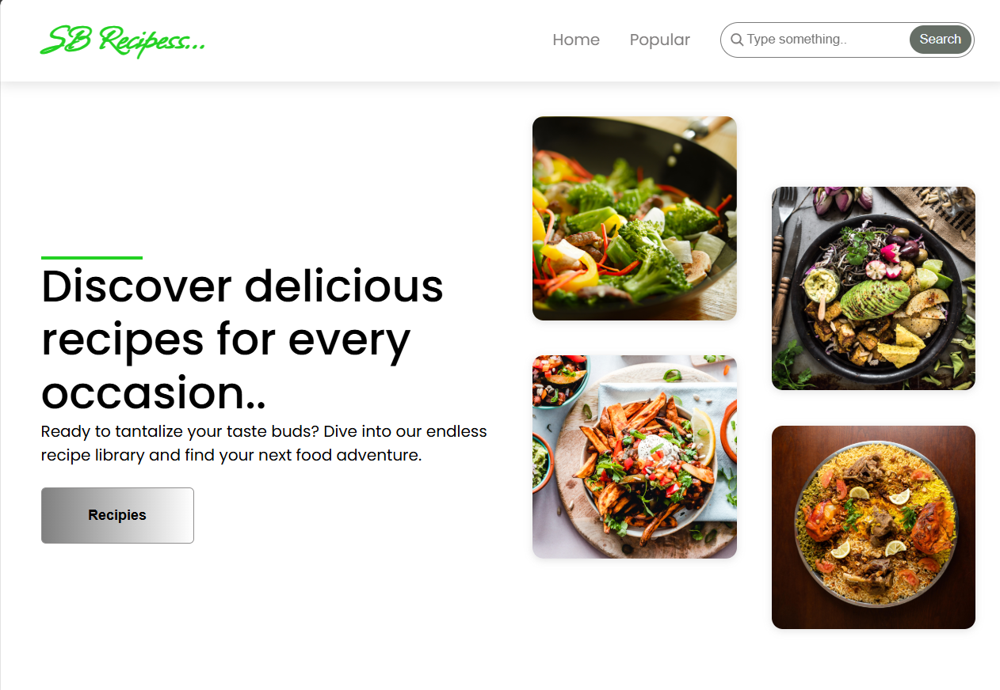 SB Recipess...
Home
Popular
Type something..
Search
Discover delicious
recipes for every
occasion..
Ready to tantalize your taste buds? Dive into our endless
recipe library and find your next food adventure.
Recipies